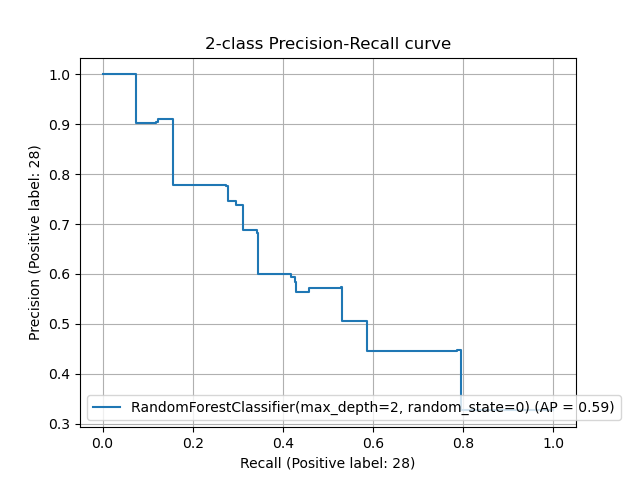 2-class Precision-Recall curve
1.0
0.9
0.8
0.7
0.6
0.5
0.4
0.3
Precision (Positive label: 28)
RandomForestClassifier(max_depth=2, random_state=0) (AP = 0.59)
0.0 0.2 0.4 0.6 0.8 1.0
Recall (Positive label: 28)